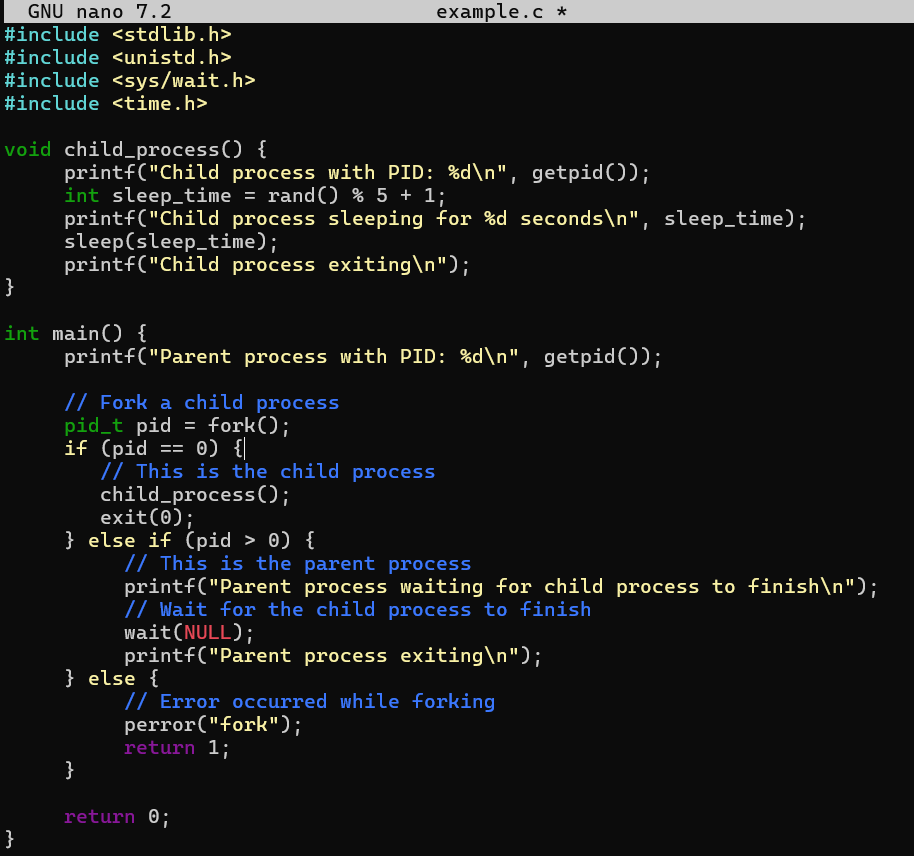 GNU nano 7.2 example.c *
#include <stdlib.h>
#include <unistd.h>
#include <sys/wait.h>
#include <time.h>

void child_process() {
     printf("Child process with PID: %d\n", getpid());
     int sleep_time = rand() % 5 + 1;
     printf("Child process sleeping for %d seconds\n", sleep_time);
     sleep(sleep_time);
     printf("Child process exiting\n");
}

int main() {
     printf("Parent process with PID: %d\n", getpid());

     // Fork a child process
     pid_t pid = fork();
     if (pid == 0) {
        // This is the child process
        child_process();
        exit(0);
     } else if (pid > 0) {
          // This is the parent process
          printf("Parent process waiting for child process to finish\n");
          // Wait for the child process to finish
          wait(NULL);
          printf("Parent process exiting\n");
     } else {
          // Error occurred while forking
          perror("fork");
          return 1;
     }

     return 0;
}